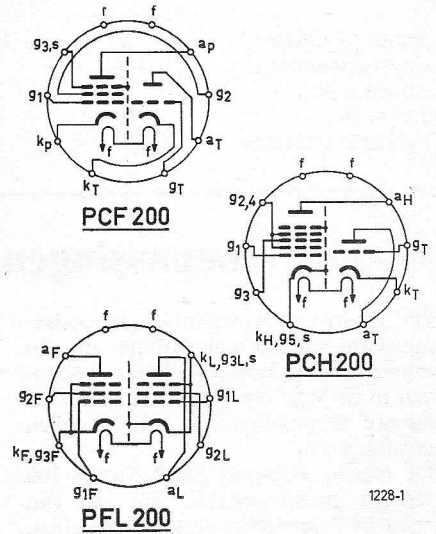 f f
g3,s ap
g1 g2
kp aT
kT gT
f f
PCF 200
f f
g2,4 aH
g1 gT
g3 kT
kH,g5,s aT
f f
PCH200
f f
aF kL,g3L,s
g2F g1L
kF,g3F g2L
g1F aL
f f
PFL 200
1228-1